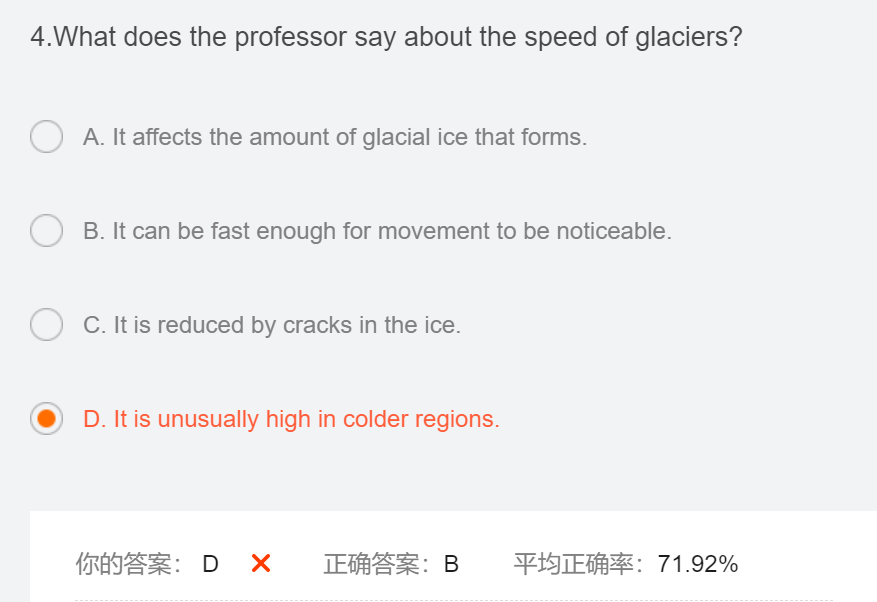 4.What does the professor say about the speed of glaciers?
A. It affects the amount of glacial ice that forms.
B. It can be fast enough for movement to be noticeable.
C. It is reduced by cracks in the ice.
D. It is unusually high in colder regions.
你的答案： D 正确答案：B 平均正确率：71.92%